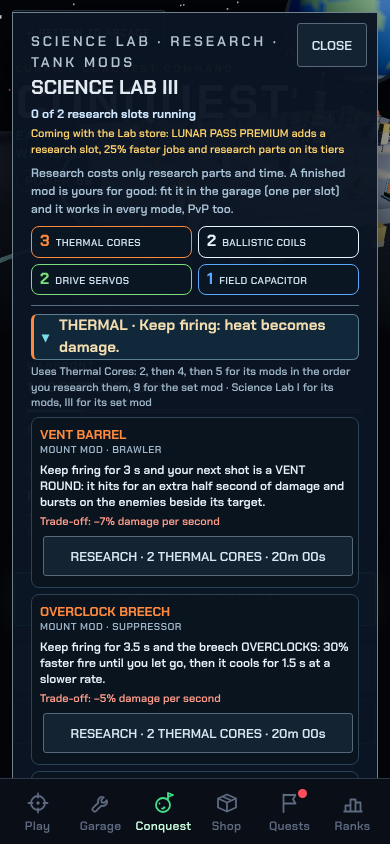 SCIENCE LAB · RESEARCH ·
TANK MODS
CLOSE
SCIENCE LAB III
0 of 2 research slots running
Coming with the Lab store: LUNAR PASS PREMIUM adds a
research slot, 25% faster jobs and research parts on its tiers
Research costs only research parts and time. A finished
mod is yours for good: fit it in the garage (one per slot)
and it works in every mode, PvP too.
3 THERMAL CORES
2 BALLISTIC COILS
2 DRIVE SERVOS
1 FIELD CAPACITOR
▼ THERMAL · Keep firing: heat becomes
damage.
Uses Thermal Cores: 2, then 4, then 5 for its mods in the order
you research them, 9 for the set mod · Science Lab I for its
mods, III for its set mod
VENT BARREL
MOUNT MOD · BRAWLER
Keep firing for 3 s and your next shot is a VENT
ROUND: it hits for an extra half second of damage and
bursts on the enemies beside its target.
Trade-off: −7% damage per second
RESEARCH · 2 THERMAL CORES · 20m 00s
OVERCLOCK BREECH
MOUNT MOD · SUPPRESSOR
Keep firing for 3.5 s and the breech OVERCLOCKS: 30%
faster fire until you let go, then it cools for 1.5 s at a
slower rate.
Trade-off: −5% damage per second
RESEARCH · 2 THERMAL CORES · 20m 00s
Play
Garage
Conquest
Shop
Quests
Ranks